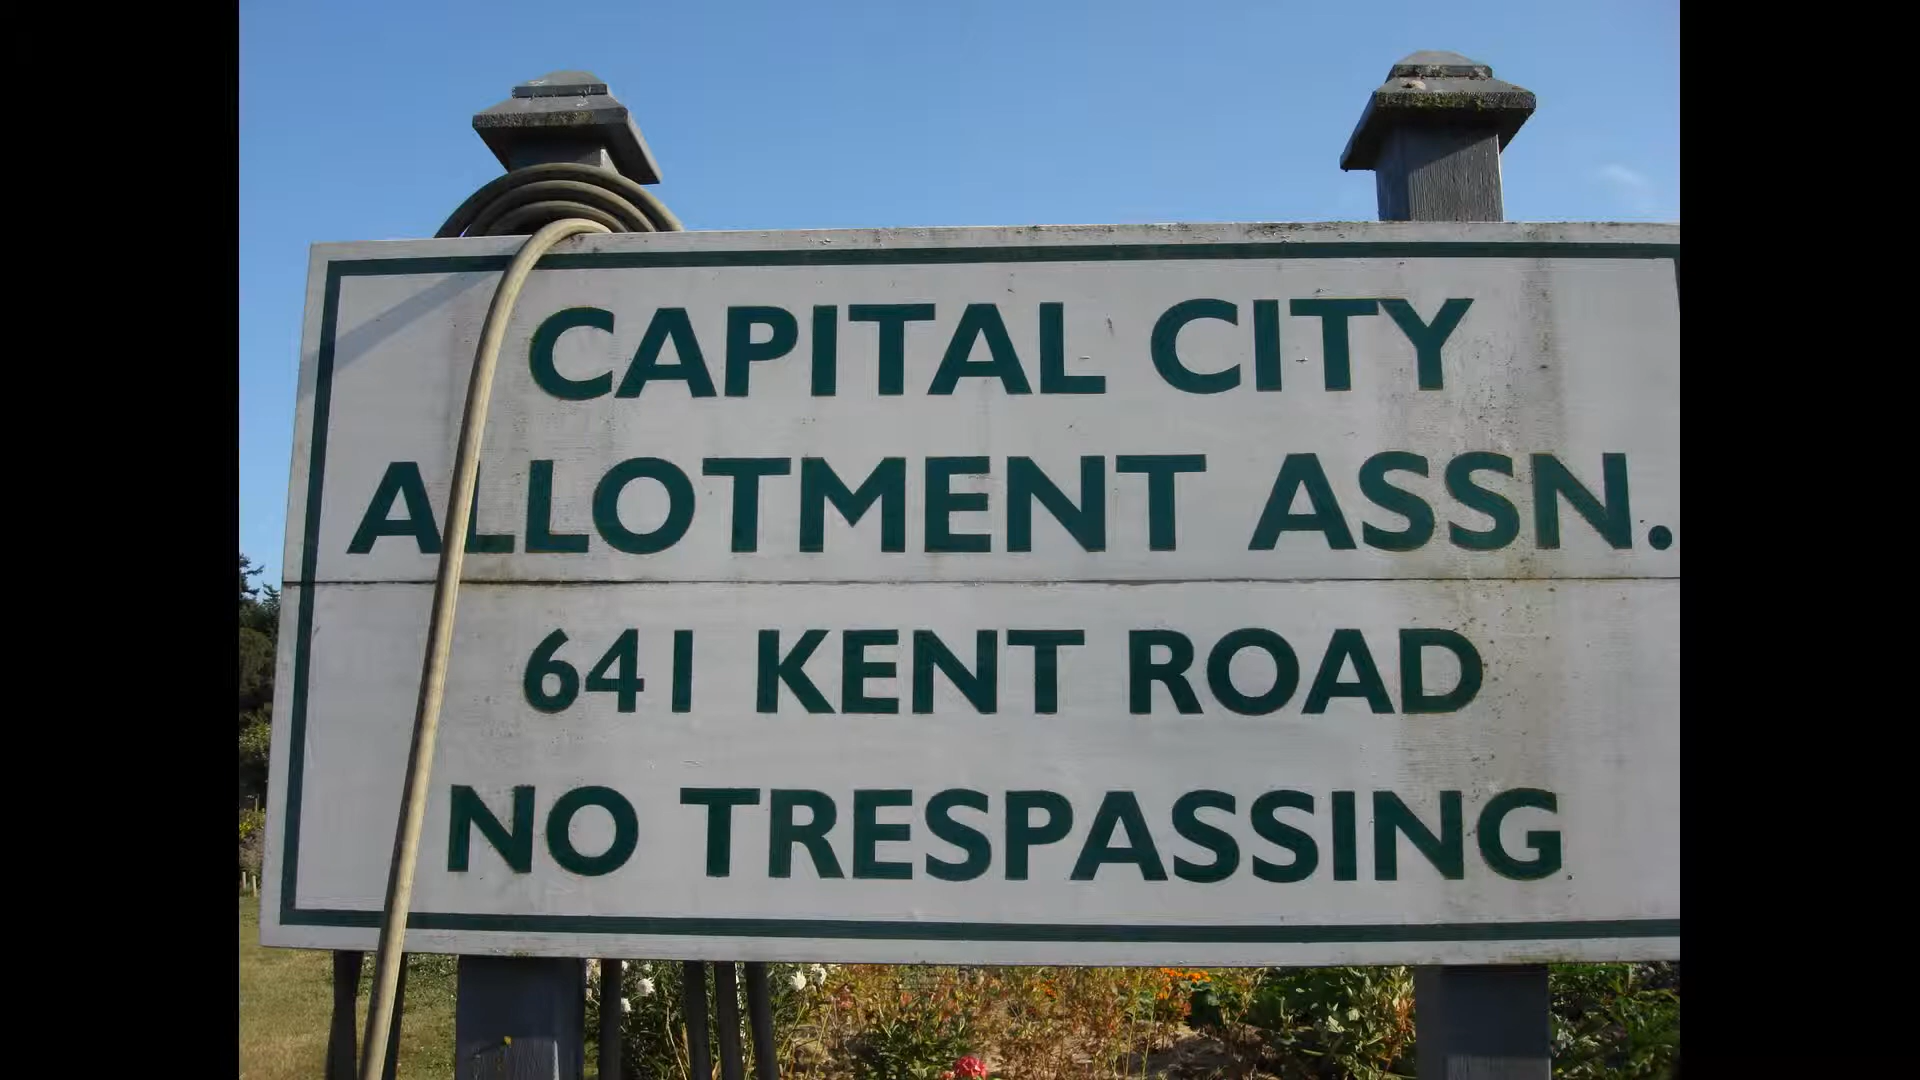 CAPITAL CITY
ALLOTMENT ASSN.
641 KENT ROAD
NO TRESPASSING